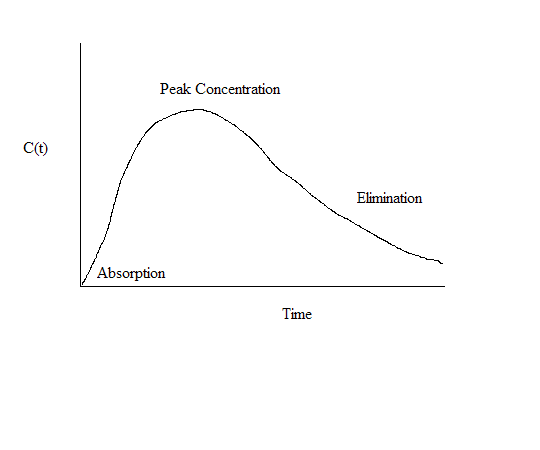 Peak Concentration
C(t)
Elimination
Absorption
Time